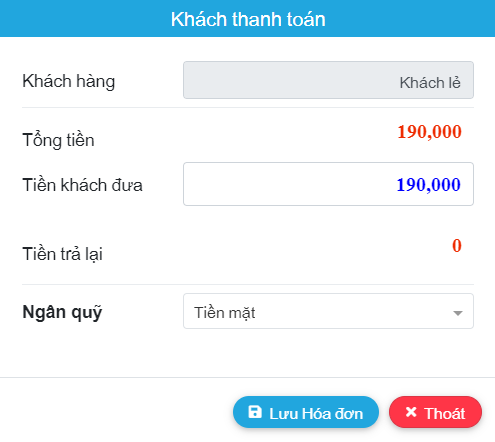 Khách thanh toán
Khách hàng Khách lẻ
Tổng tiền 190,000
Tiền khách đưa 190,000
Tiền trả lại 0
Ngân quỹ Tiền mặt
Lưu Hóa đơn Thoát